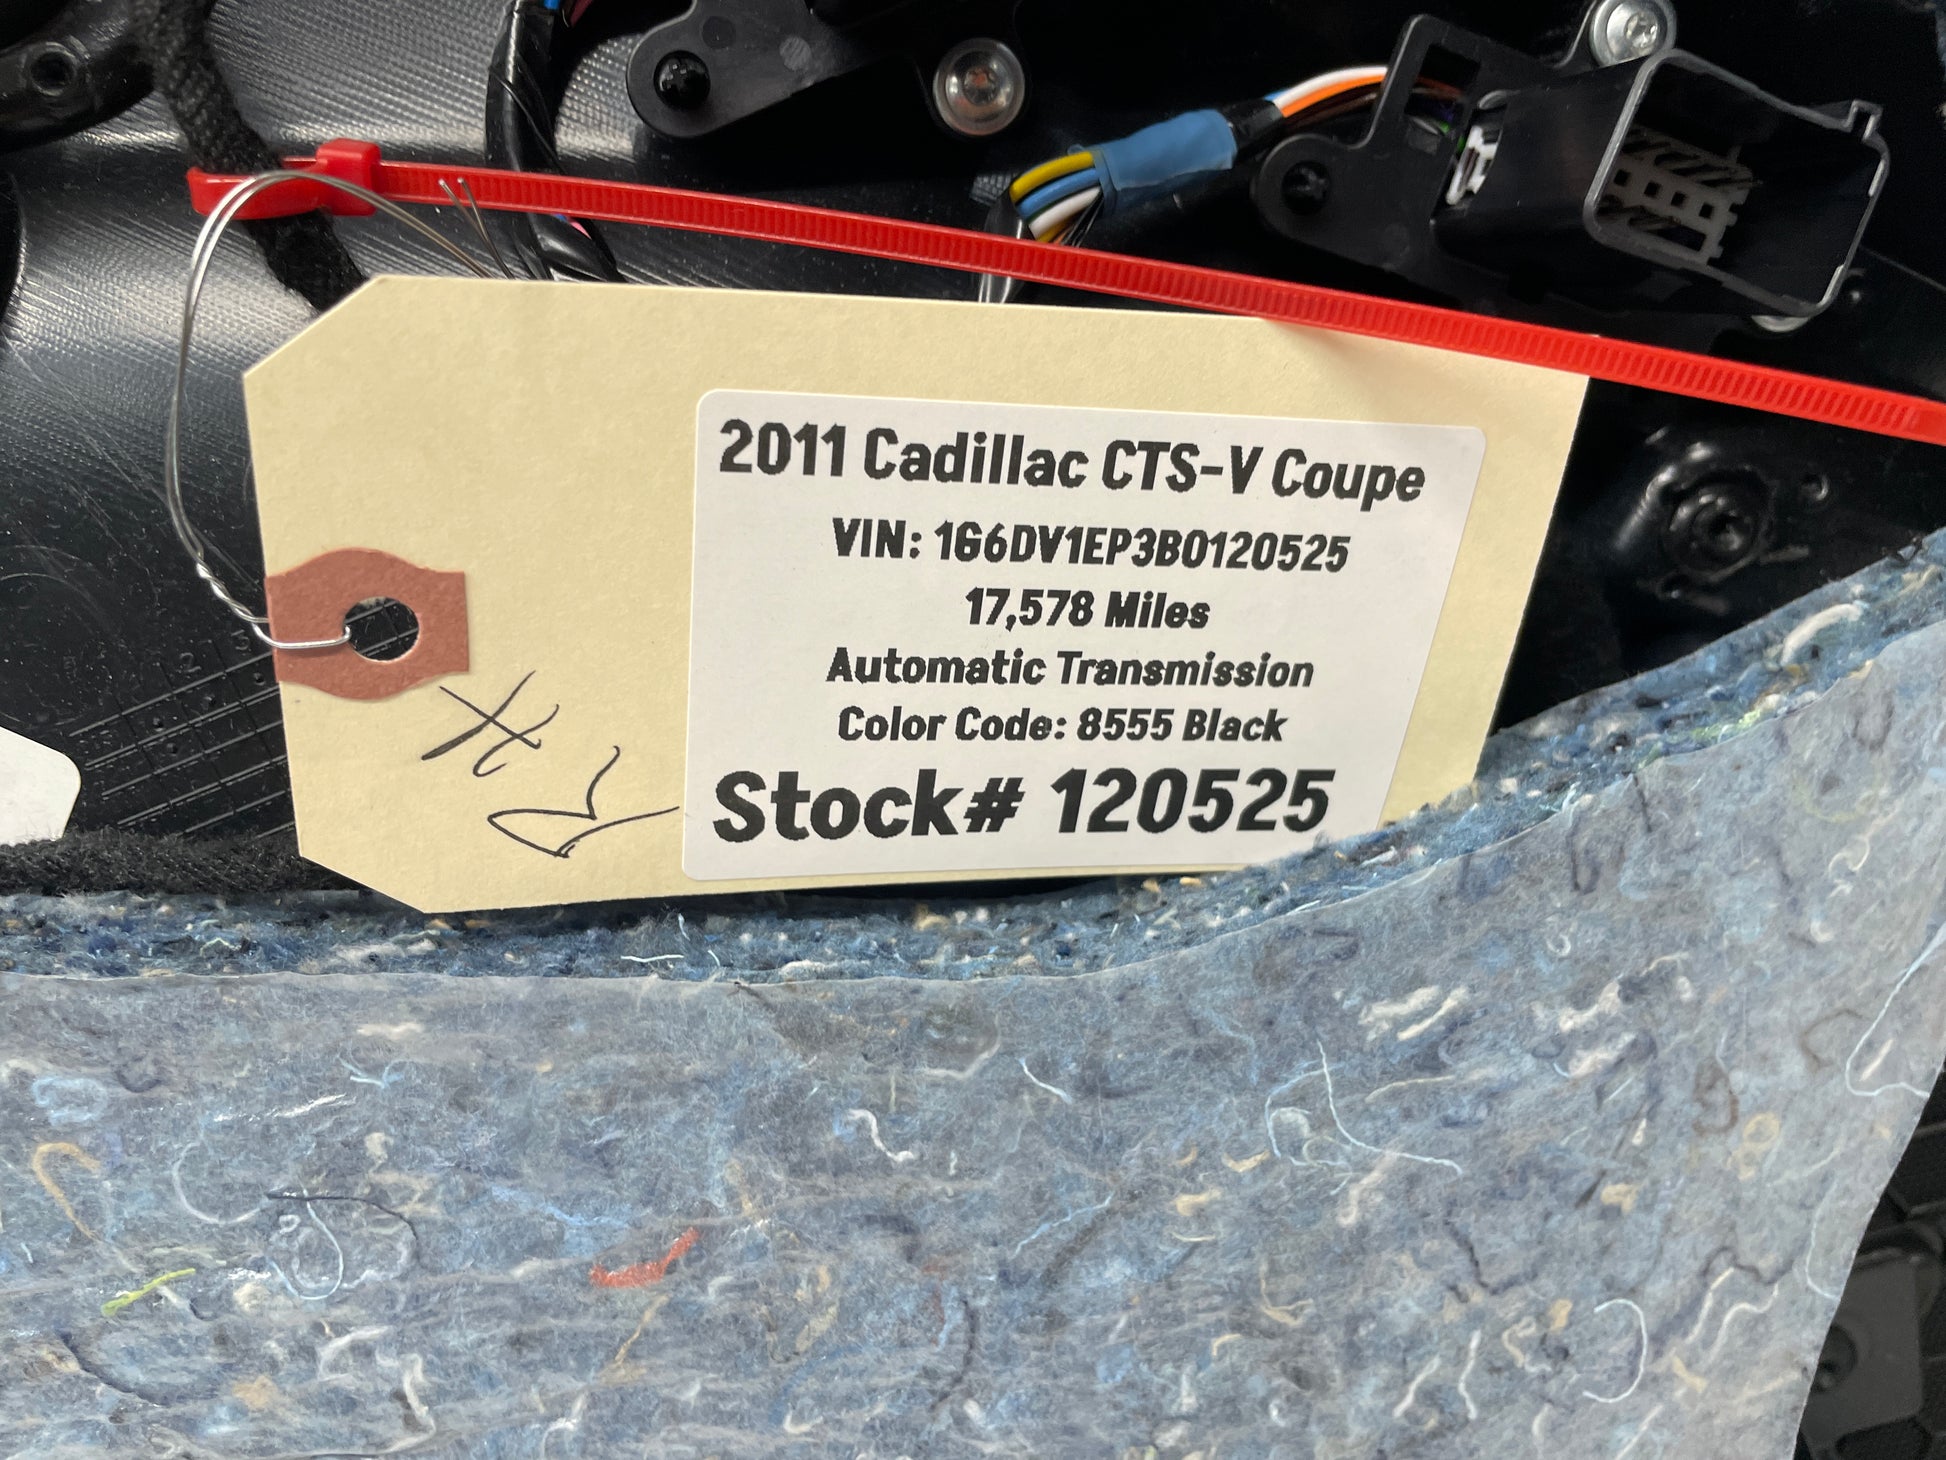 2011 Cadillac CTS-V Coupe
VIN: 1G6DV1EP3B0120525
17,578 Miles
Automatic Transmission
Color Code: 8555 Black
Stock# 120525